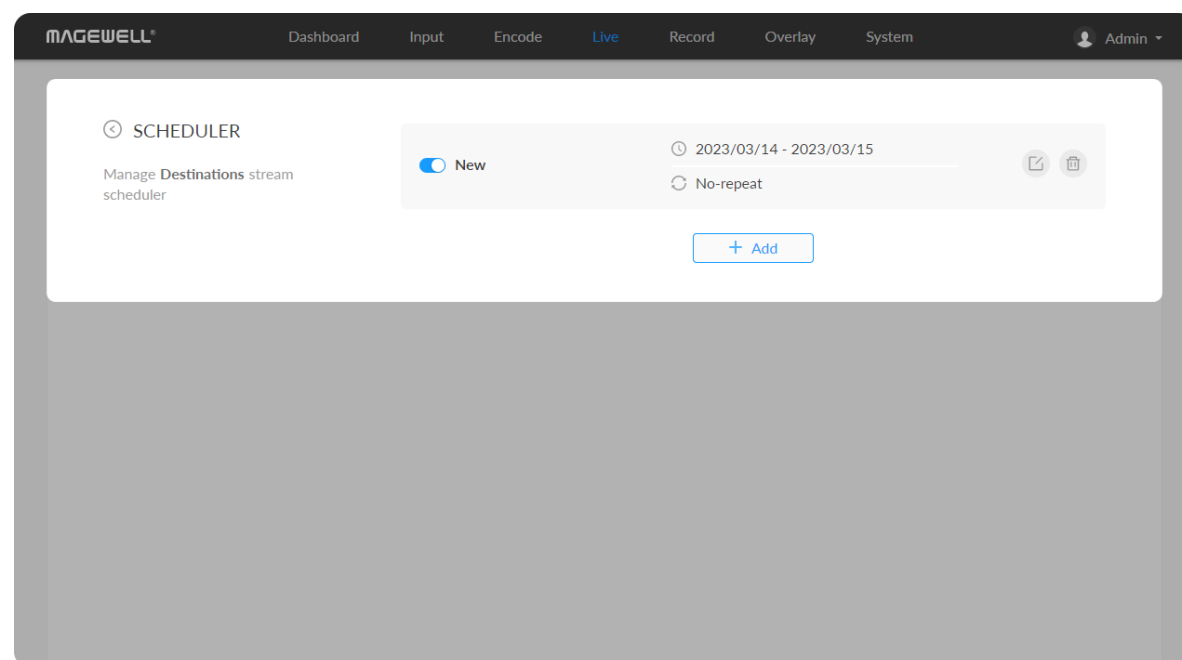 MAGEWELL®
Dashboard Input Encode Live Record Overlay System Admin
SCHEDULER
Manage Destinations stream
scheduler
New
2023/03/14 - 2023/03/15
No-repeat
+ Add